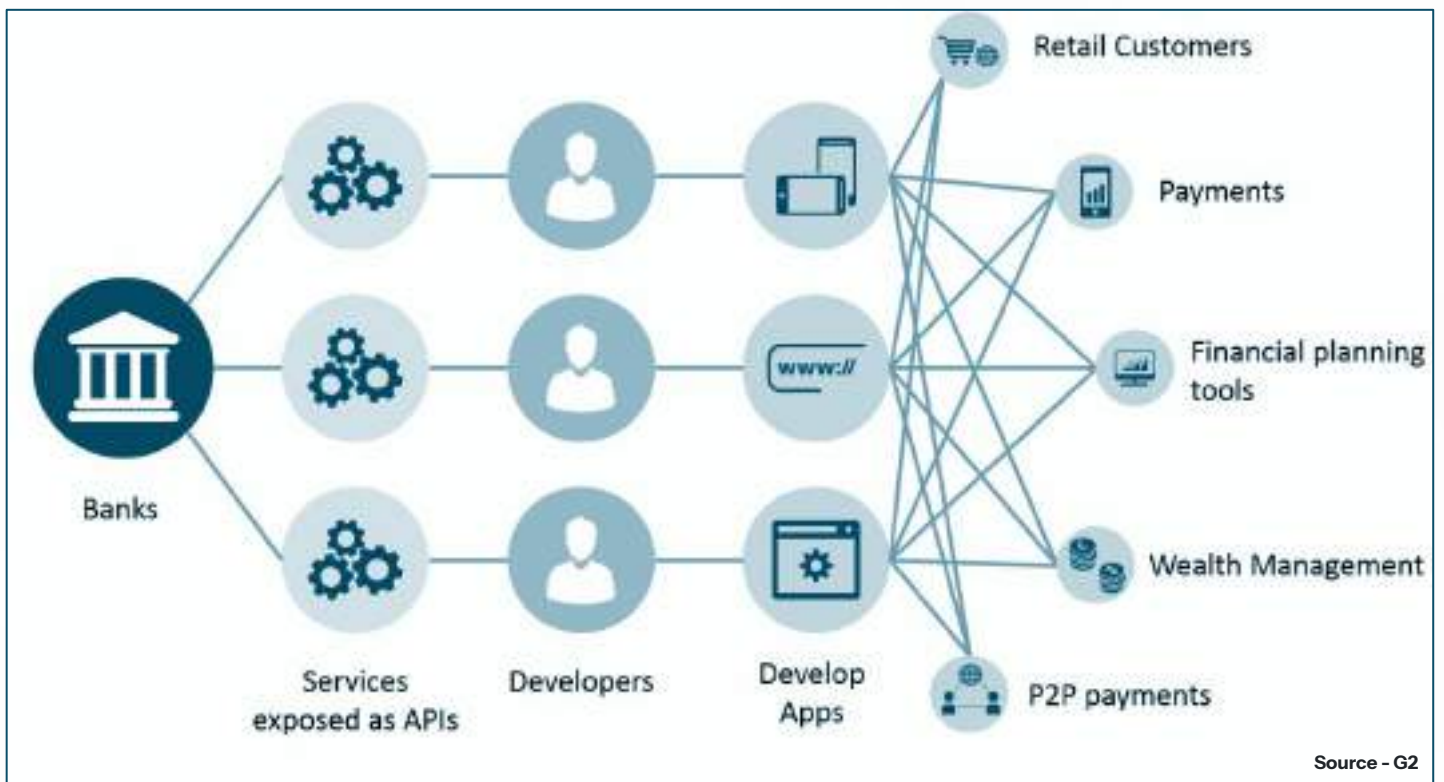 Retail Customers
Payments
www://
Financial planning
tools
Banks
Wealth Management
Services
exposed as APIs
Developers
Develop
Apps
P2P payments
Source - G2